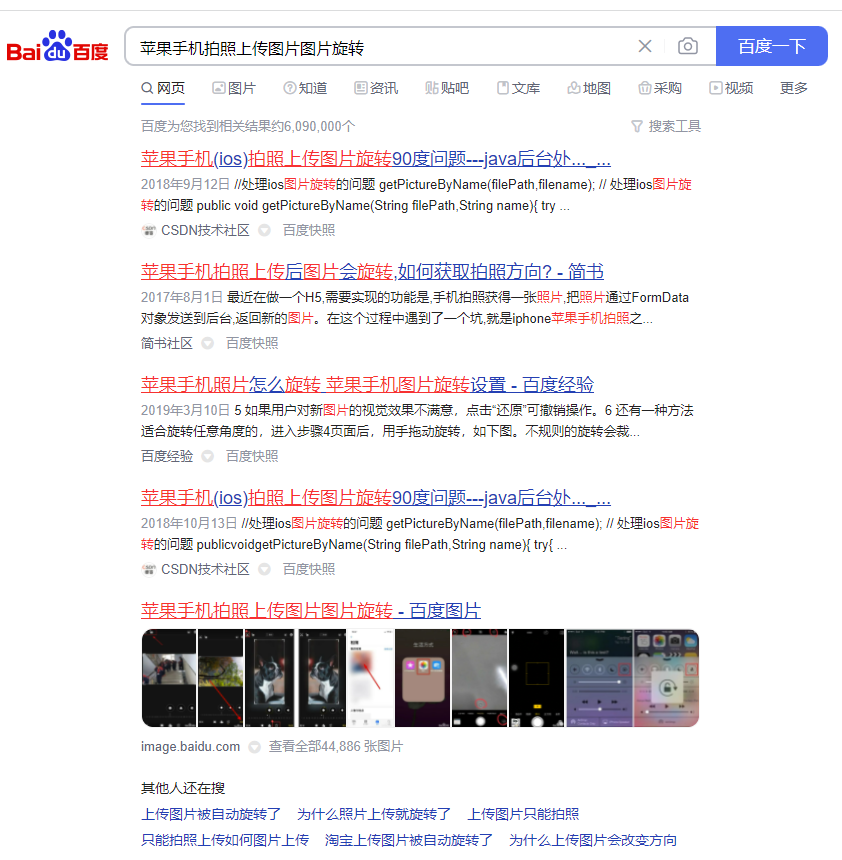 Bai du 百度
苹果手机拍照上传图片图片旋转
百度一下
网页 图片 知道 资讯 贴吧 文库 地图 采购 视频 更多
百度为您找到相关结果约6,090,000个 搜索工具
苹果手机(ios)拍照上传图片旋转90度问题---java后台处..._...
2018年9月12日 //处理ios图片旋转的问题 getPictureByName(filePath,filename); // 处理ios图片旋
转的问题 public void getPictureByName(String filePath,String name){ try ...
CSDN技术社区 百度快照
苹果手机拍照上传后图片会旋转,如何获取拍照方向? - 简书
2017年8月1日 最近在做一个H5,需要实现的功能是,手机拍照获得一张照片,把照片通过FormData
对象发送到后台,返回新的图片。在这个过程中遇到了一个坑,就是iphone苹果手机拍照之...
简书社区 百度快照
苹果手机照片怎么旋转 苹果手机图片旋转设置 - 百度经验
2019年3月10日 5 如果用户对新图片的视觉效果不满意，点击“还原”可撤销操作。6 还有一种方法
适合旋转任意角度的，进入步骤4页面后，用手拖动旋转，如下图。不规则的旋转会裁...
百度经验 百度快照
苹果手机(ios)拍照上传图片旋转90度问题---java后台处..._...
2018年10月13日 //处理ios图片旋转的问题 getPictureByName(filePath,filename); // 处理ios图片旋
转的问题 publicvoidgetPictureByName(String filePath,String name){ try{ ...
CSDN技术社区 百度快照
苹果手机拍照上传图片图片旋转 - 百度图片
image.baidu.com 查看全部44,886 张图片
其他人还在搜
上传图片被自动旋转了 为什么照片上传就旋转了 上传图片只能拍照
只能拍照上传如何图片上传 淘宝上传图片被自动旋转了 为什么上传图片会改变方向